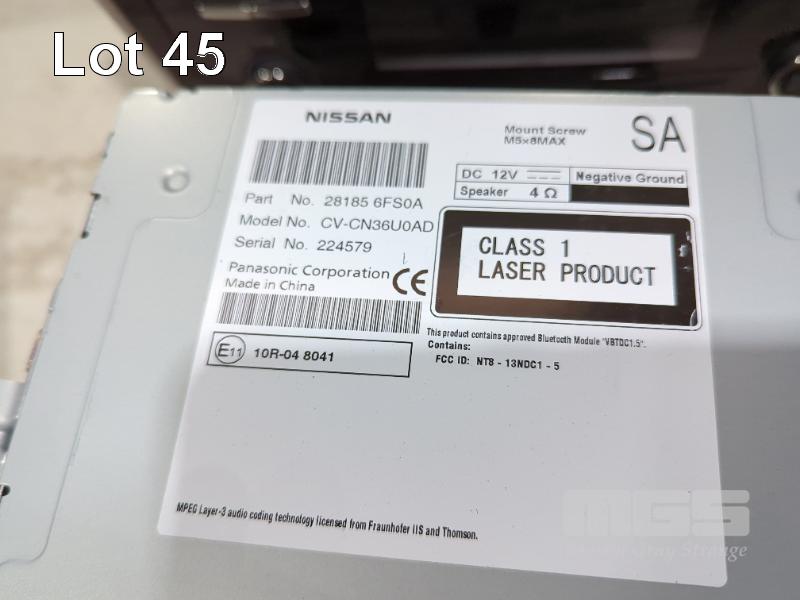 Lot 45
NISSAN
Mount Screw
M5×8MAX
SA
DC 12V
Negative Ground
Speaker 4 Ω
Part No. 28185 6FS0A
Model No. CV-CN36U0AD
Serial No. 224579
Panasonic Corporation
Made in China
CE
CLASS 1
LASER PRODUCT
This product contains approved Bluetooth Module "VBTDC1.5".
Contains:
FCC ID: NT8 - 13NDC1 - 5
E11 10R-04 8041
MPEG Layer-3 audio coding technology licensed from Fraunhofer IIS and Thomson.
MGS